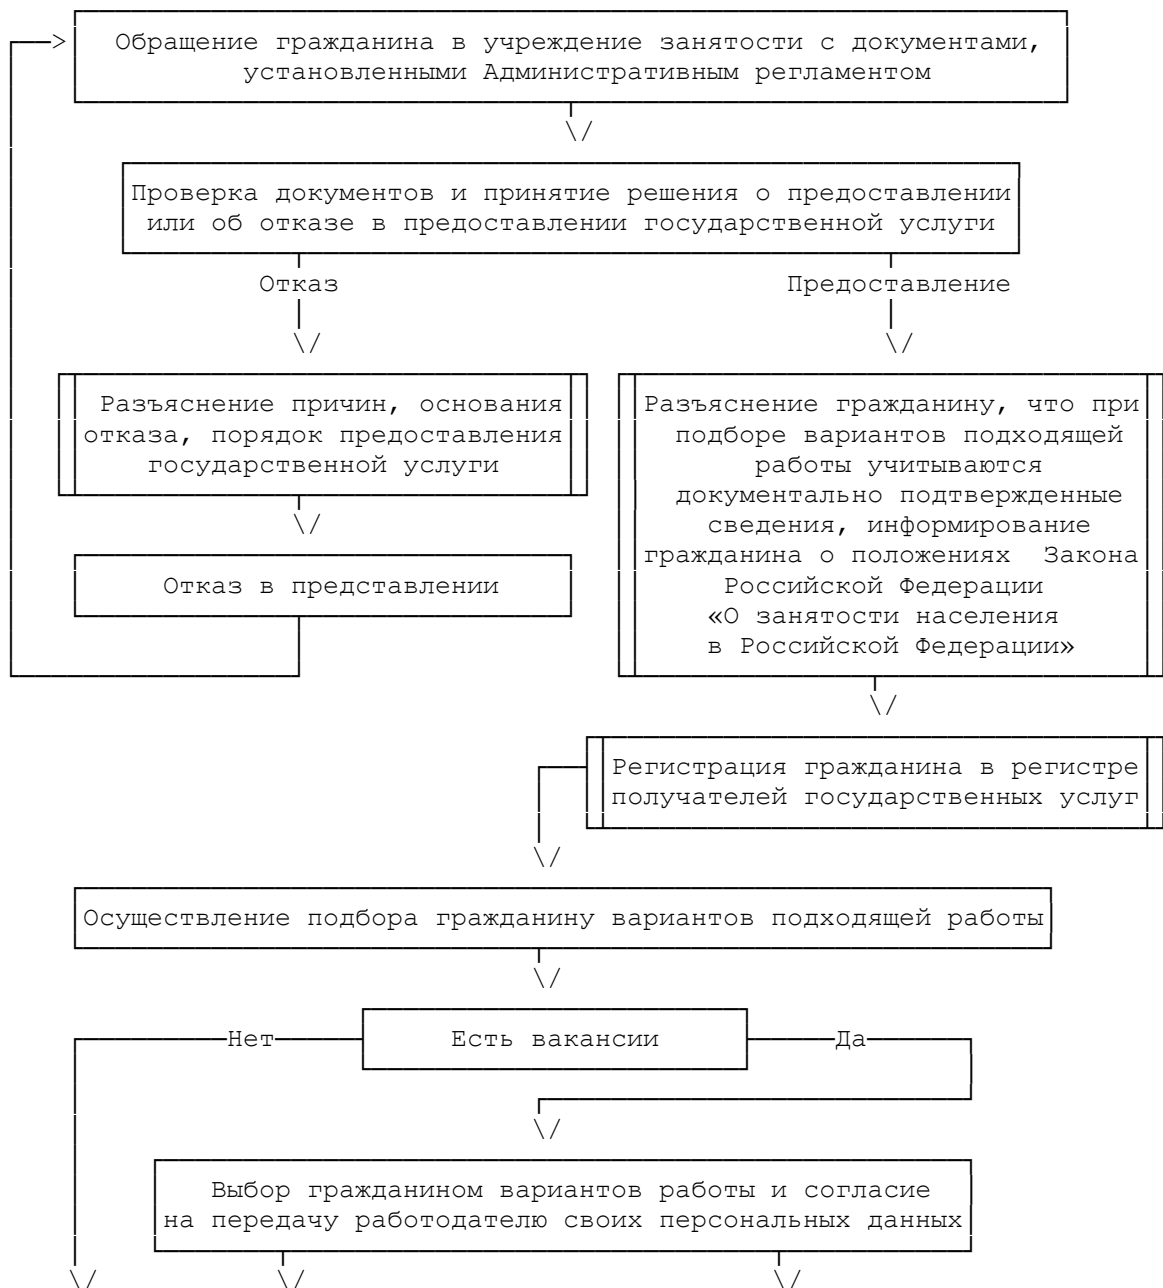 Обращение гражданина в учреждение занятости с документами,
установленными Административным регламентом
Проверка документов и принятие решения о предоставлении
или об отказе в предоставлении государственной услуги
Отказ
Предоставление
Разъяснение причин, основания
отказа, порядок предоставления
государственной услуги
Отказ в представлении
Разъяснение гражданину, что при
подборе вариантов подходящей
работы учитываются
документально подтвержденные
сведения, информирование
гражданина о положениях Закона
Российской Федерации
«О занятости населения
в Российской Федерации»
Регистрация гражданина в регистре
получателей государственных услуг
Осуществление подбора гражданину вариантов подходящей работы
Нет
Есть вакансии
Да
Выбор гражданином вариантов работы и согласие
на передачу работодателю своих персональных данных